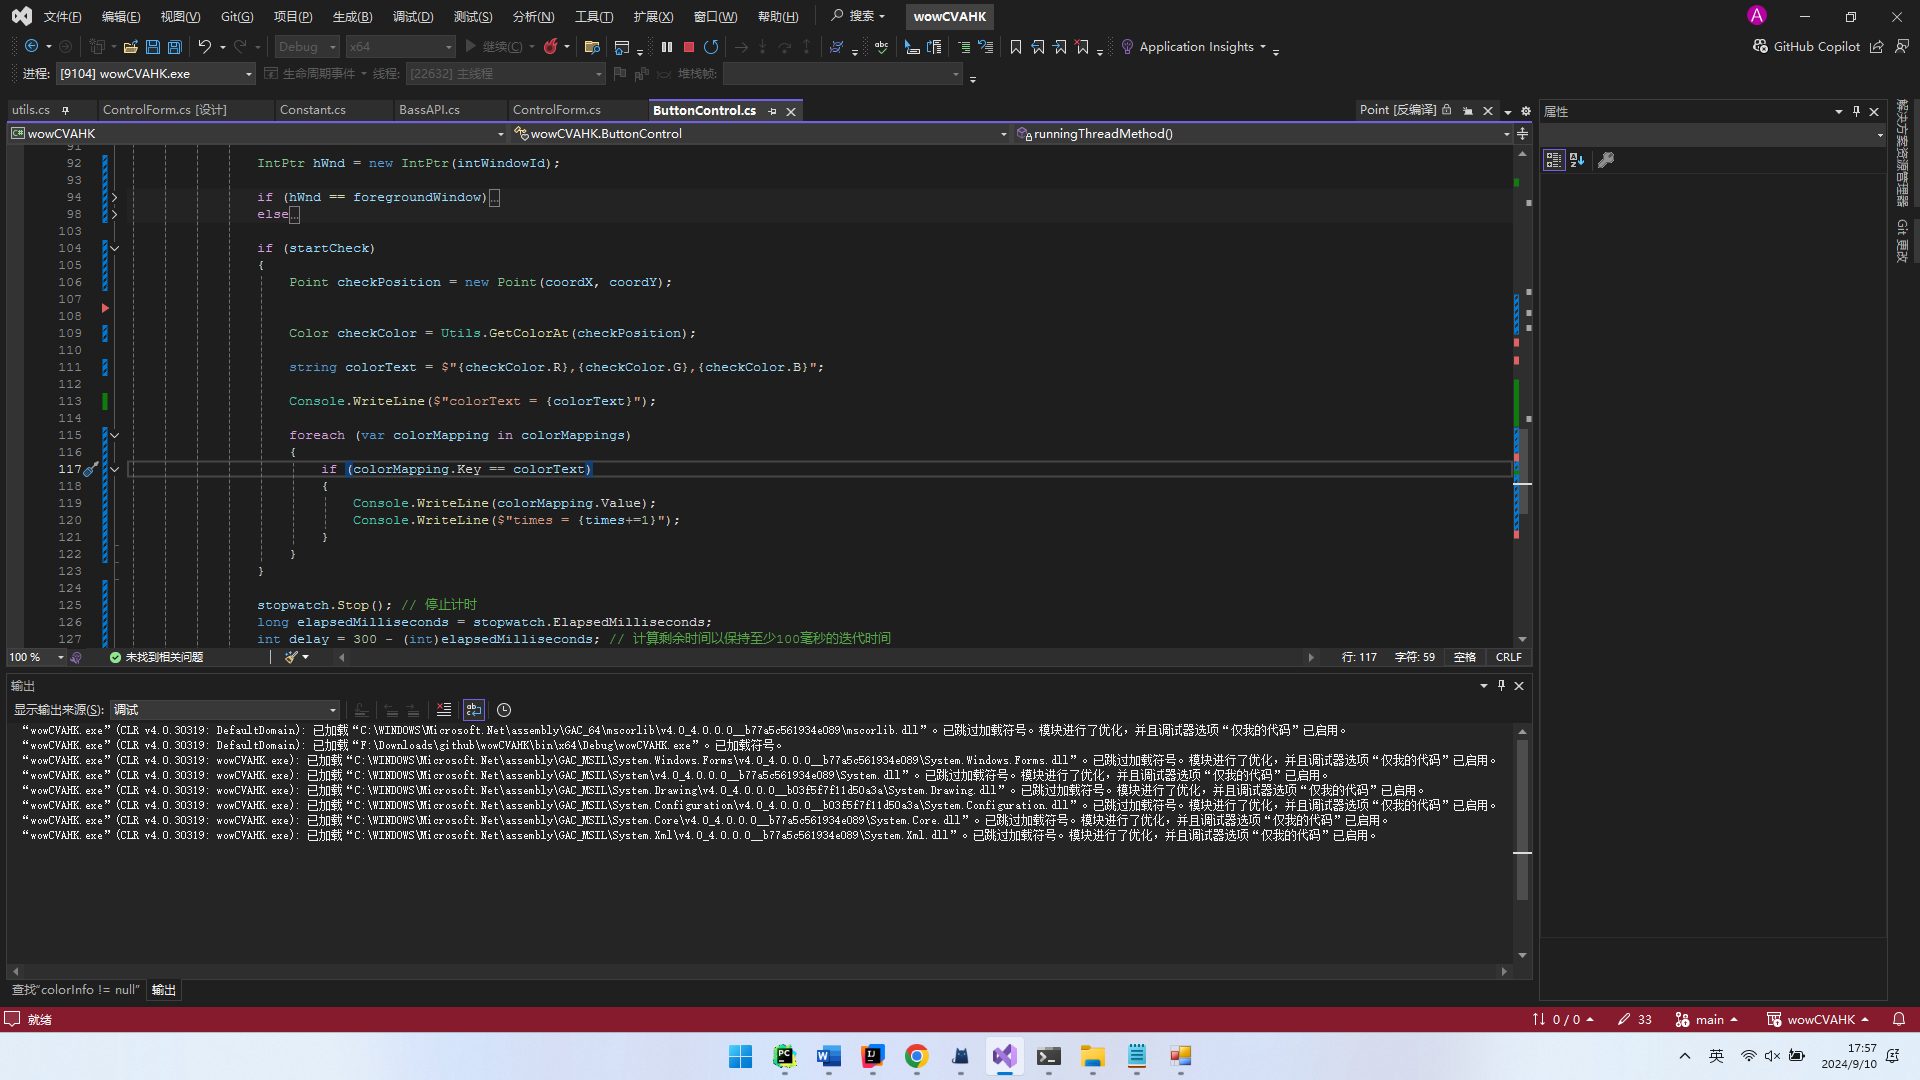 文件(F) 编辑(E) 视图(V) Git(G) 项目(P) 生成(B) 调试(D) 测试(S) 分析(N) 工具(T) 扩展(X) 窗口(W) 帮助(H) 搜索 wowCVAHK A
Debug x64 继续(C) Application Insights GitHub Copilot
进程: [9104] wowCVAHK.exe 生命周期事件 线程: [22632] 主线程 堆栈帧:
utils.cs ControlForm.cs [设计] Constant.cs BassAPI.cs ControlForm.cs ButtonControl.cs Point [反编译] 属性
wowCVAHK wowCVAHK.ButtonControl runningThreadMethod()
解决方案资源管理器
Git 更改
91
92 IntPtr hWnd = new IntPtr(intWindowId);
93
94 if (hWnd == foregroundWindow)...
98 else...
103
104 if (startCheck)
105 {
106 Point checkPosition = new Point(coordX, coordY);
107
108
109 Color checkColor = Utils.GetColorAt(checkPosition);
110
111 string colorText = $"{checkColor.R},{checkColor.G},{checkColor.B}";
112
113 Console.WriteLine($"colorText = {colorText}");
114
115 foreach (var colorMapping in colorMappings)
116 {
117 if (colorMapping.Key == colorText)
118 {
119 Console.WriteLine(colorMapping.Value);
120 Console.WriteLine($"times = {times+=1}");
121 }
122 }
123 }
124
125 stopwatch.Stop(); // 停止计时
126 long elapsedMilliseconds = stopwatch.ElapsedMilliseconds;
127 int delay = 300 - (int)elapsedMilliseconds; // 计算剩余时间以保持至少100毫秒的迭代时间
100 % 未找到相关问题 行: 117 字符: 59 空格 CRLF
输出
显示输出来源(S): 调试
“wowCVAHK.exe”(CLR v4.0.30319: DefaultDomain): 已加载“C:\WINDOWS\Microsoft.Net\assembly\GAC_64\mscorlib\v4.0_4.0.0.0__b77a5c561934e089\mscorlib.dll”。已跳过加载符号。模块进行了优化，并且调试器选项“仅我的代码”已启用。
“wowCVAHK.exe”(CLR v4.0.30319: DefaultDomain): 已加载“F:\Downloads\github\wowCVAHK\bin\x64\Debug\wowCVAHK.exe”。已加载符号。
“wowCVAHK.exe”(CLR v4.0.30319: wowCVAHK.exe): 已加载“C:\WINDOWS\Microsoft.Net\assembly\GAC_MSIL\System.Windows.Forms\v4.0_4.0.0.0__b77a5c561934e089\System.Windows.Forms.dll”。已跳过加载符号。模块进行了优化，并且调试器选项“仅我的代码”已启用。
“wowCVAHK.exe”(CLR v4.0.30319: wowCVAHK.exe): 已加载“C:\WINDOWS\Microsoft.Net\assembly\GAC_MSIL\System\v4.0_4.0.0.0__b77a5c561934e089\System.dll”。已跳过加载符号。模块进行了优化，并且调试器选项“仅我的代码”已启用。
“wowCVAHK.exe”(CLR v4.0.30319: wowCVAHK.exe): 已加载“C:\WINDOWS\Microsoft.Net\assembly\GAC_MSIL\System.Drawing\v4.0_4.0.0.0__b03f5f7f11d50a3a\System.Drawing.dll”。已跳过加载符号。模块进行了优化，并且调试器选项“仅我的代码”已启用。
“wowCVAHK.exe”(CLR v4.0.30319: wowCVAHK.exe): 已加载“C:\WINDOWS\Microsoft.Net\assembly\GAC_MSIL\System.Configuration\v4.0_4.0.0.0__b03f5f7f11d50a3a\System.Configuration.dll”。已跳过加载符号。模块进行了优化，并且调试器选项“仅我的代码”已启用。
“wowCVAHK.exe”(CLR v4.0.30319: wowCVAHK.exe): 已加载“C:\WINDOWS\Microsoft.Net\assembly\GAC_MSIL\System.Core\v4.0_4.0.0.0__b77a5c561934e089\System.Core.dll”。已跳过加载符号。模块进行了优化，并且调试器选项“仅我的代码”已启用。
“wowCVAHK.exe”(CLR v4.0.30319: wowCVAHK.exe): 已加载“C:\WINDOWS\Microsoft.Net\assembly\GAC_MSIL\System.Xml\v4.0_4.0.0.0__b77a5c561934e089\System.Xml.dll”。已跳过加载符号。模块进行了优化，并且调试器选项“仅我的代码”已启用。
查找"colorInfo != null" 输出
就绪 0 / 0 33 main wowCVAHK
英 17:57
2024/9/10